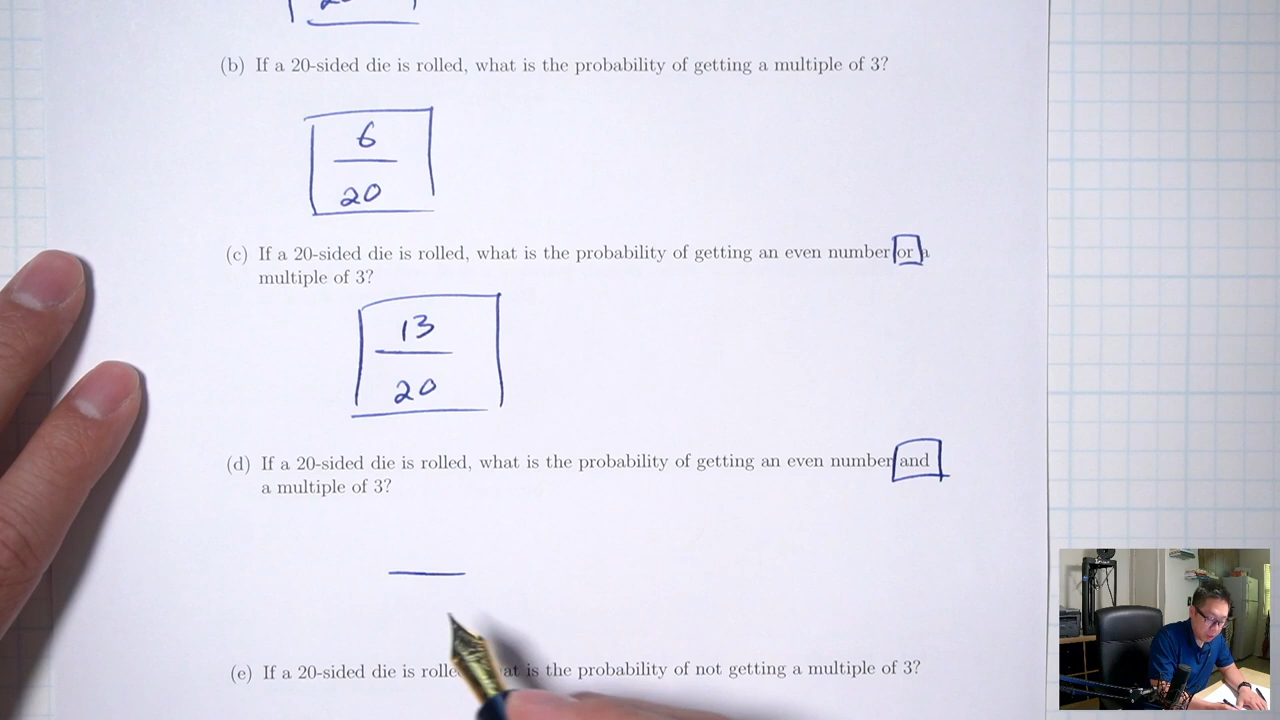 (b) If a 20-sided die is rolled, what is the probability of getting a multiple of 3?
6
20
(c) If a 20-sided die is rolled, what is the probability of getting an even number or a
multiple of 3?
13
20
(d) If a 20-sided die is rolled, what is the probability of getting an even number and
a multiple of 3?
(e) If a 20-sided die is is the probability of not getting a multiple of 3?